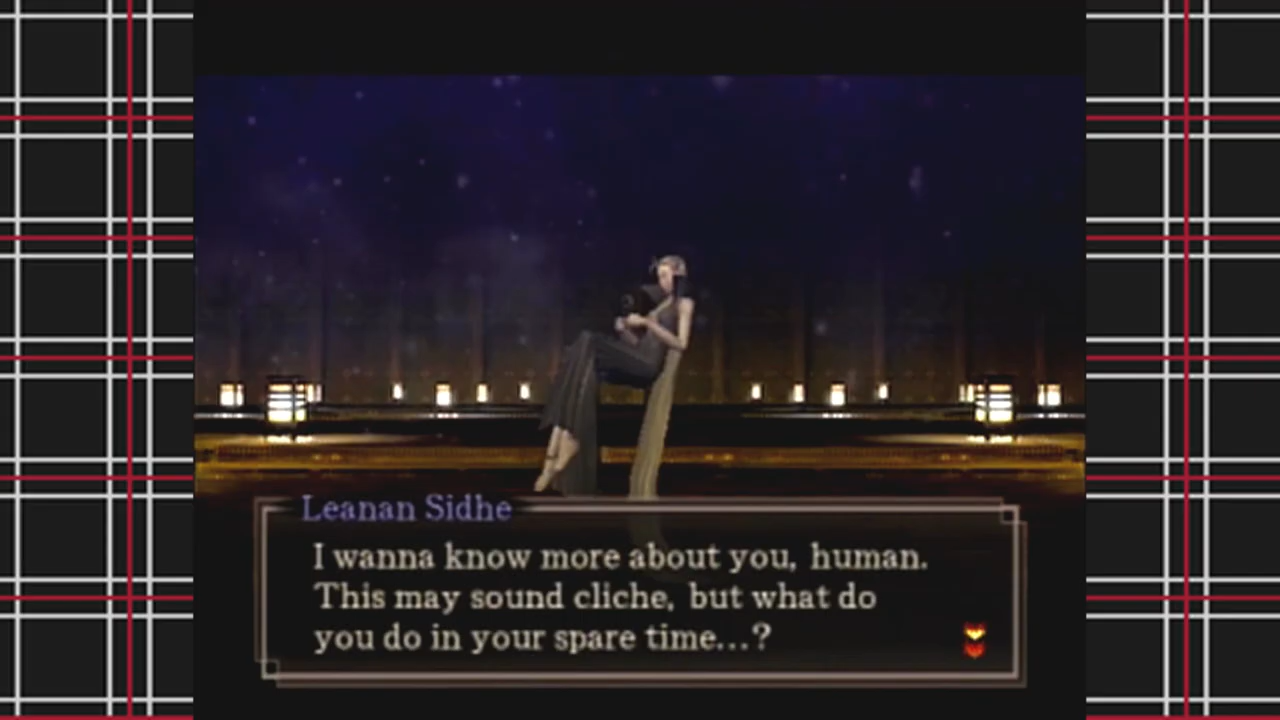 Leanan Sidhe
I wanna know more about you, human.
This may sound cliche, but what do
you do in your spare time...?